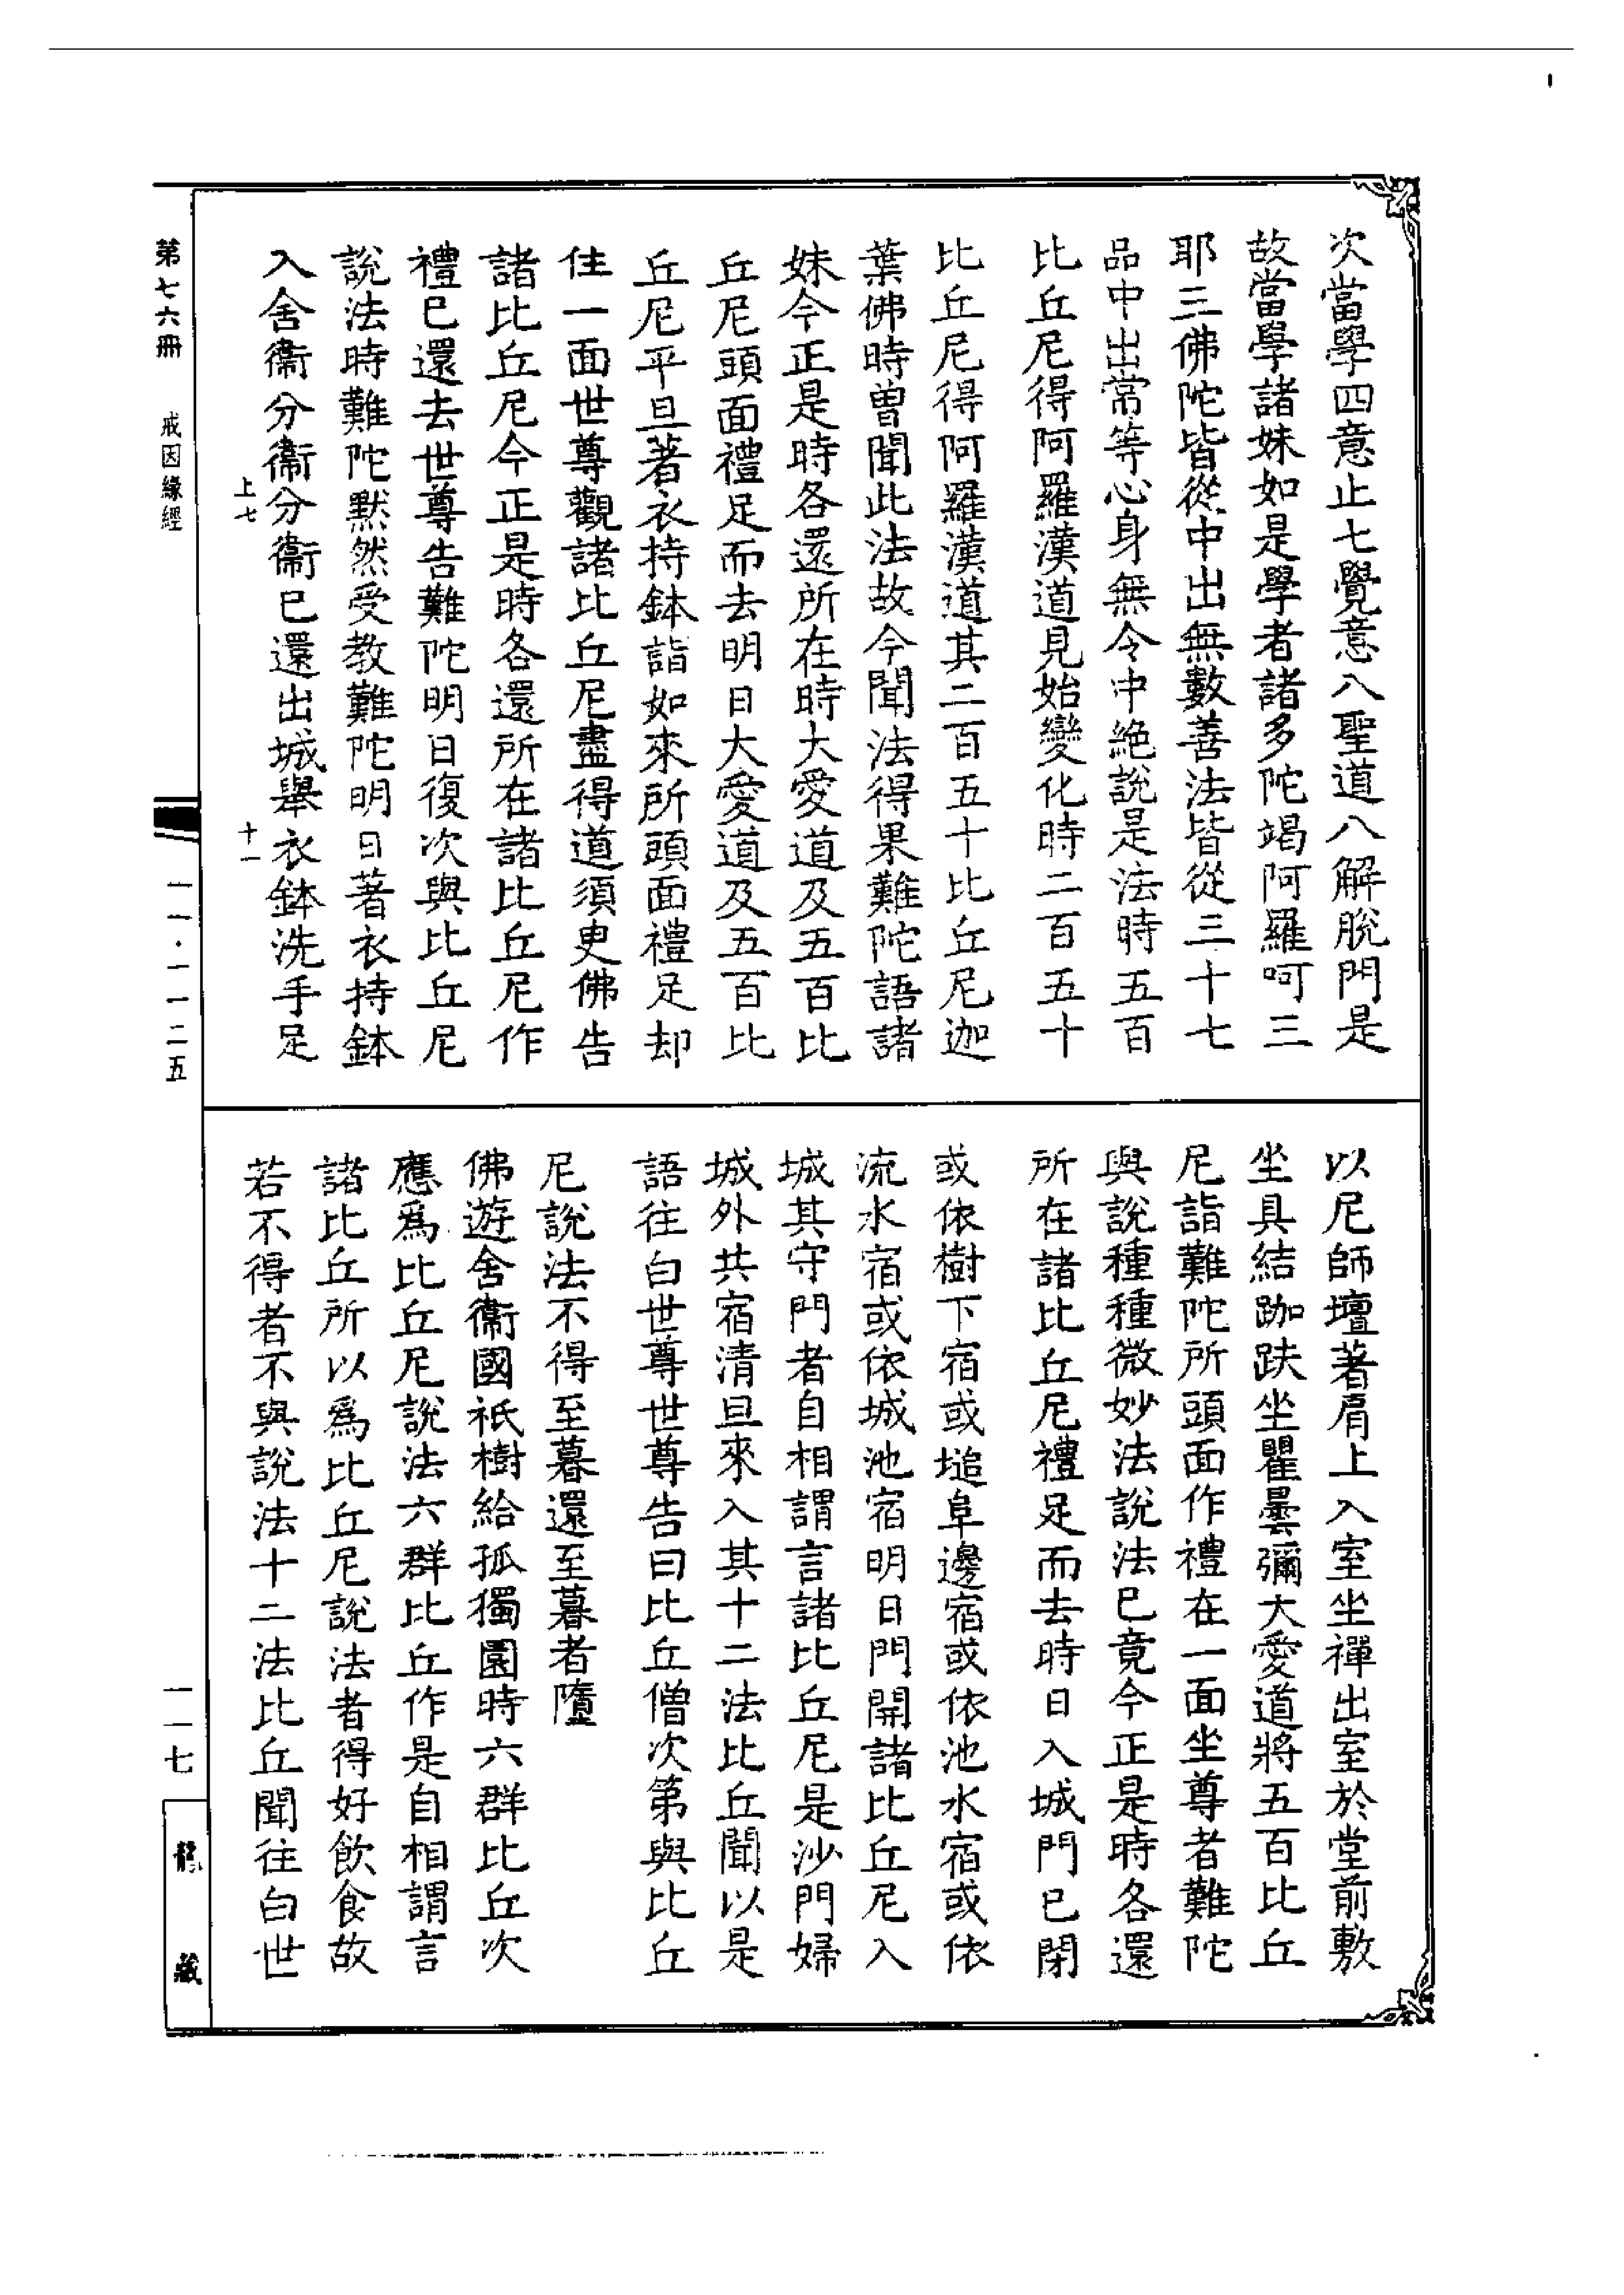 次當學四意止七覺意八聖道八解脫門是
故當學諸妹如是學者諸多陀竭阿羅呵三
耶三佛陀皆從中出無數善法皆從三十七
品中出常等心身無令中絕說是法時五百
比丘尼得阿羅漢道見始變化時二百五十
比丘尼得阿羅漢道其二百五十比丘尼迦
葉佛時曾聞此法故今聞法得果難陀語諸
妹今正是時各還所在時大愛道及五百比
丘尼頭面禮足而去明日大愛道及五百比
丘尼平旦著衣持鉢詣如來所頭面禮足却
住一面世尊觀諸比丘尼盡得道須臾佛告
諸比丘尼今正是時各還所在諸比丘尼作
禮已還去世尊告難陀明日復次與比丘尼
說法時難陀默然受教難陀明日著衣持鉢
入舍衞分衞分衞已還出城舉衣鉢洗手足
上七
十一
以尼師壇著肩上入室坐禪出室於堂前敷
坐具結跏趺坐瞿曇彌大愛道將五百比丘
尼詣難陀所頭面作禮在一面坐尊者難陀
與說種種微妙法說法已竟今正是時各還
所在諸比丘尼禮足而去時日入城門已閉
或依樹下宿或塠阜邊宿或依池水宿或依
流水宿或依城池宿明日門開諸比丘尼入
城其守門者自相謂言諸比丘尼是沙門婦
城外共宿清旦來入其十二法比丘聞以是
語往白世尊世尊告曰比丘僧次第與比丘
尼說法不得至暮還至暮者墮
佛遊舍衞國祇樹給孤獨園時六群比丘次
應爲比丘尼說法六群比丘作是自相謂言
諸比丘所以爲比丘尼說法者得好飲食故
若不得者不與說法十二法比丘聞往白世
第七六冊
戒因緣經
一一·一一二五
一一七
龍藏